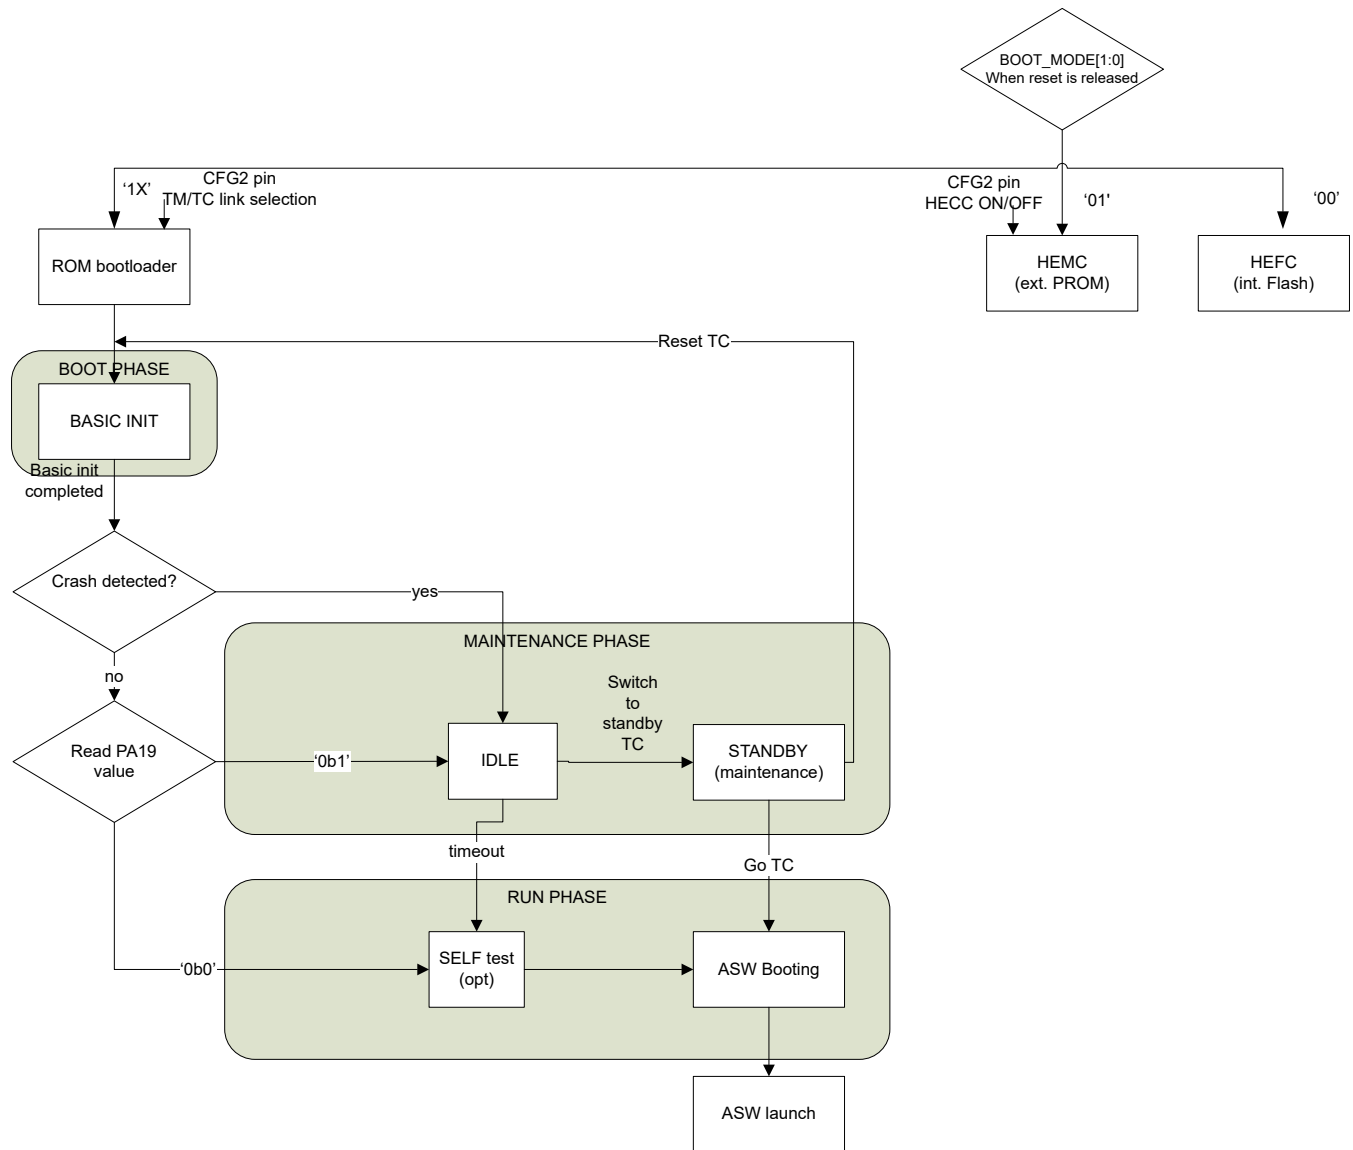 BOOT_MODE[1:0]
When reset is released
‘1X’
CFG2 pin
TM/TC link selection
CFG2 pin
HECC ON/OFF
‘01'
‘00’
ROM bootloader
HEMC
(ext. PROM)
HEFC
(int. Flash)
Reset TC
BOOT PHASE
BASIC INIT
Basic init
completed
Crash detected?
yes
no
MAINTENANCE PHASE
Switch
to
standby
TC
Read PA19
value
‘0b1’
IDLE
STANDBY
(maintenance)
timeout
Go TC
RUN PHASE
‘0b0’
SELF test
(opt)
ASW Booting
ASW launch